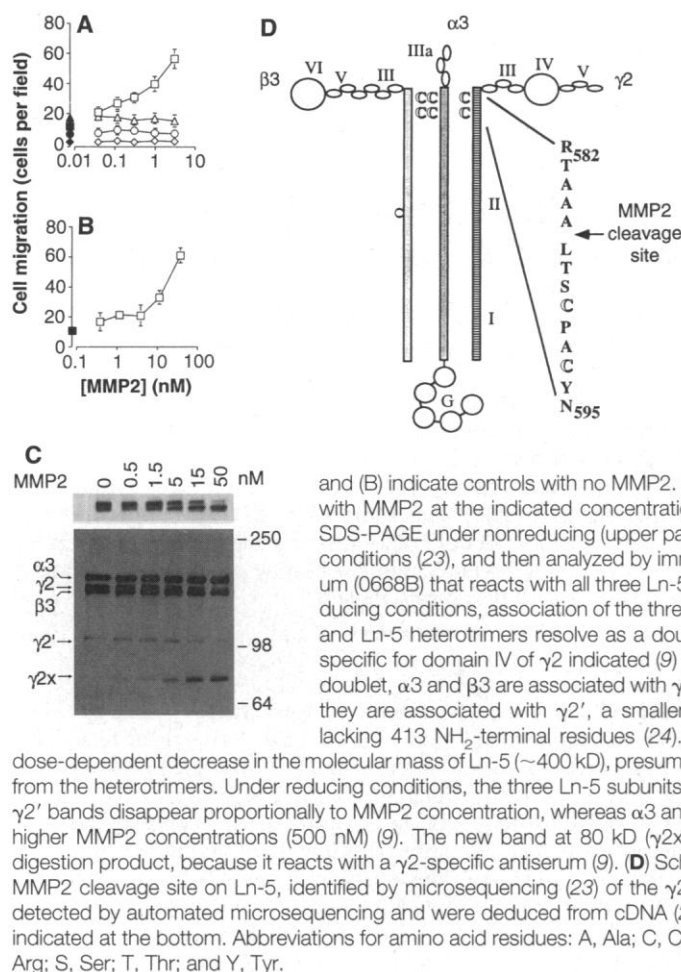 A
80
60
40
20
0
0.01
0.1
1
10
B
80
60
40
20
0
0.1
1
10
100
Cell migration (cells per field)
[MMP2] (nM)
D
α3
IIIa
β3
VI
V
III
III
IV
V
γ2
C CC C
C CC C
II
I
G
R582
T
A
A
A
L
T
S
C
P
A
C
Y
N595
MMP2
cleavage
site
C
MMP2
0
0.5
1.5
5
15
50
nM
250
98
64
α3
γ2
β3
γ2'
γ2x
and (B) indicate controls with no MMP2.
with MMP2 at the indicated concentratio
SDS-PAGE under nonreducing (upper pa
conditions (23), and then analyzed by imm
um (0668B) that reacts with all three Ln-5
ducing conditions, association of the thre
and Ln-5 heterotrimers resolve as a dou
specific for domain IV of γ2 indicated (9)
doublet, α3 and β3 are associated with γ
they are associated with γ2', a smaller
lacking 413 NH2-terminal residues (24).
dose-dependent decrease in the molecular mass of Ln-5 (~400 kD), presum
from the heterotrimers. Under reducing conditions, the three Ln-5 subunits
γ2' bands disappear proportionally to MMP2 concentration, whereas α3 an
higher MMP2 concentrations (500 nM) (9). The new band at 80 kD (γ2x
digestion product, because it reacts with a γ2-specific antiserum (9). (D) Sch
MMP2 cleavage site on Ln-5, identified by microsequencing (23) of the γ2
detected by automated microsequencing and were deduced from cDNA (2
indicated at the bottom. Abbreviations for amino acid residues: A, Ala; C, C
Arg; S, Ser; T, Thr; and Y, Tyr.